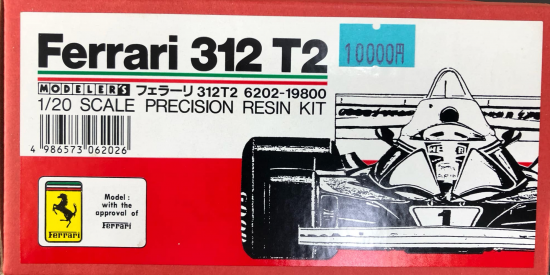 Ferrari 312 T2
10000円
MODELER'S フェラーリ 312T2 6202-19800
1/20 SCALE PRECISION RESIN KIT
4 986573 062026
Model :
with the
approval of
Ferrari
Ferrari
1